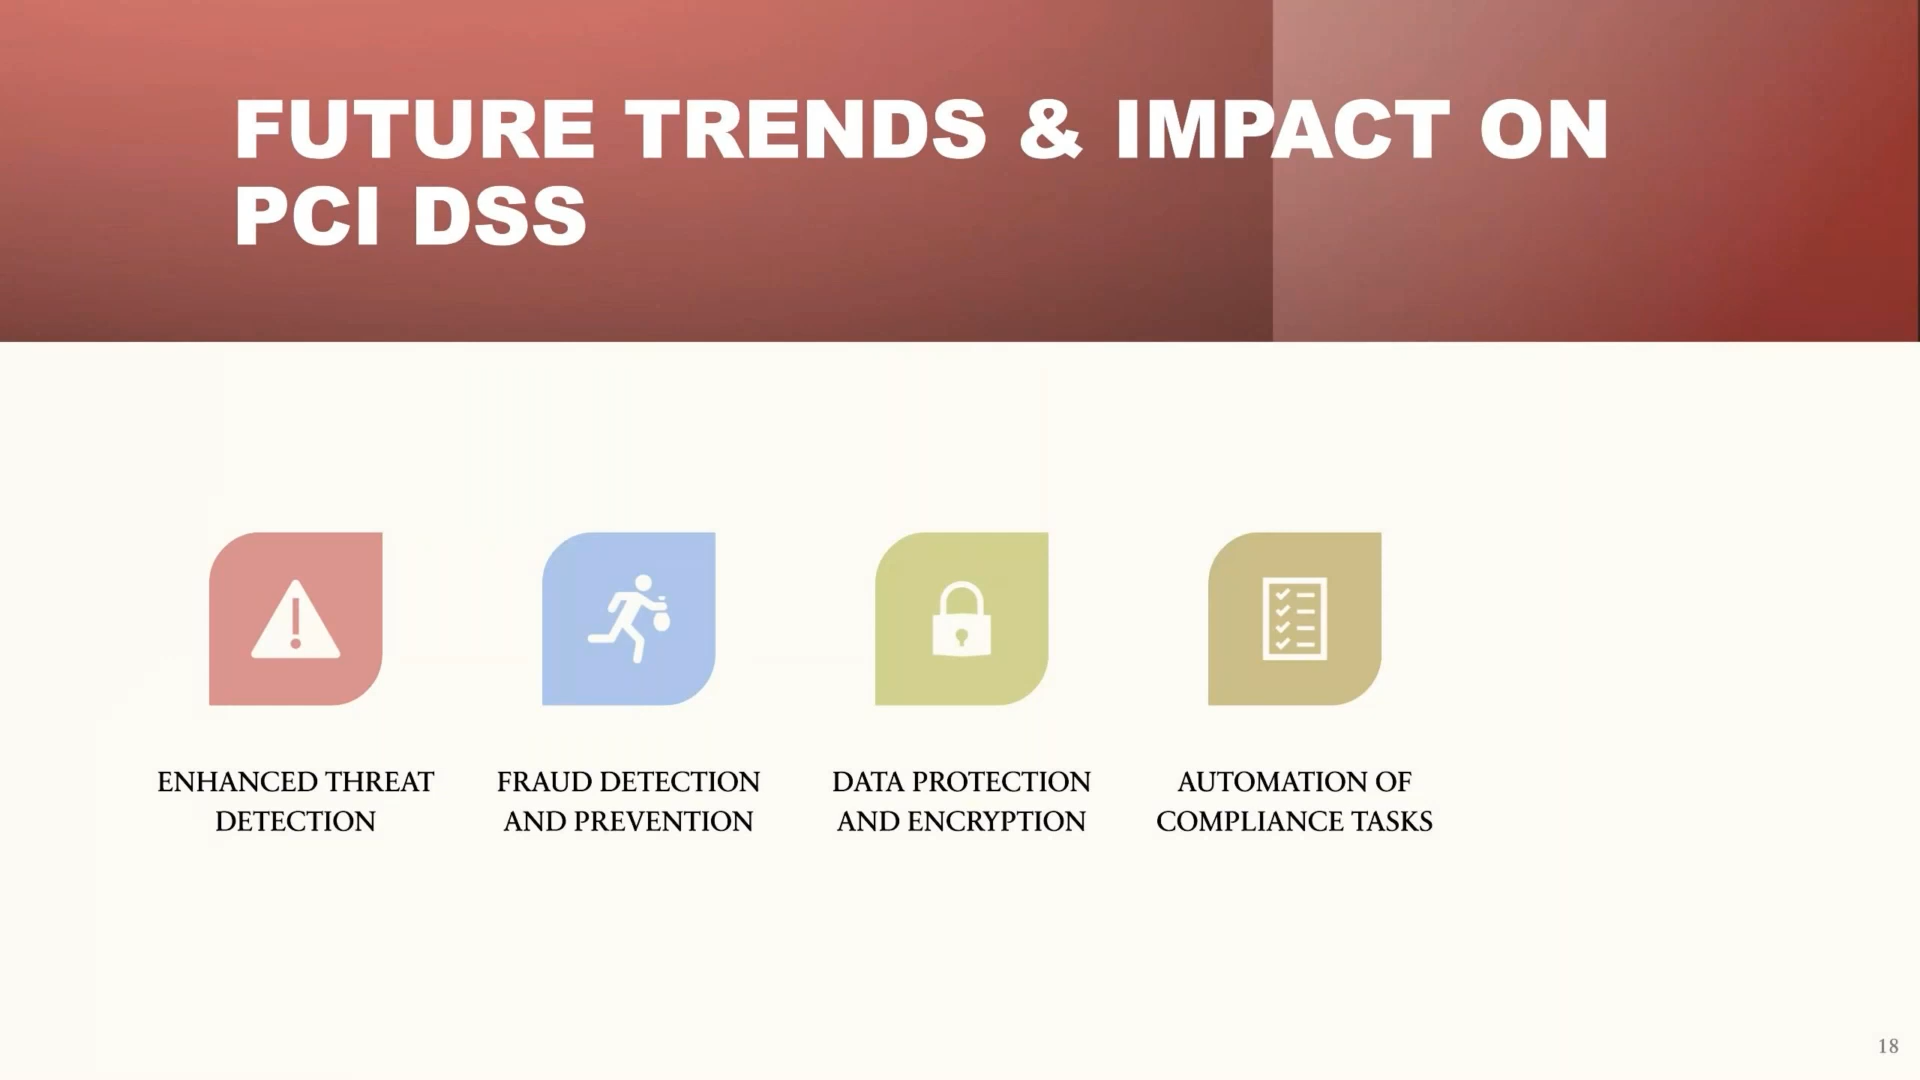 FUTURE TRENDS & IMPACT ON
PCI DSS
ENHANCED THREAT
DETECTION
FRAUD DETECTION
AND PREVENTION
DATA PROTECTION
AND ENCRYPTION
AUTOMATION OF
COMPLIANCE TASKS
18